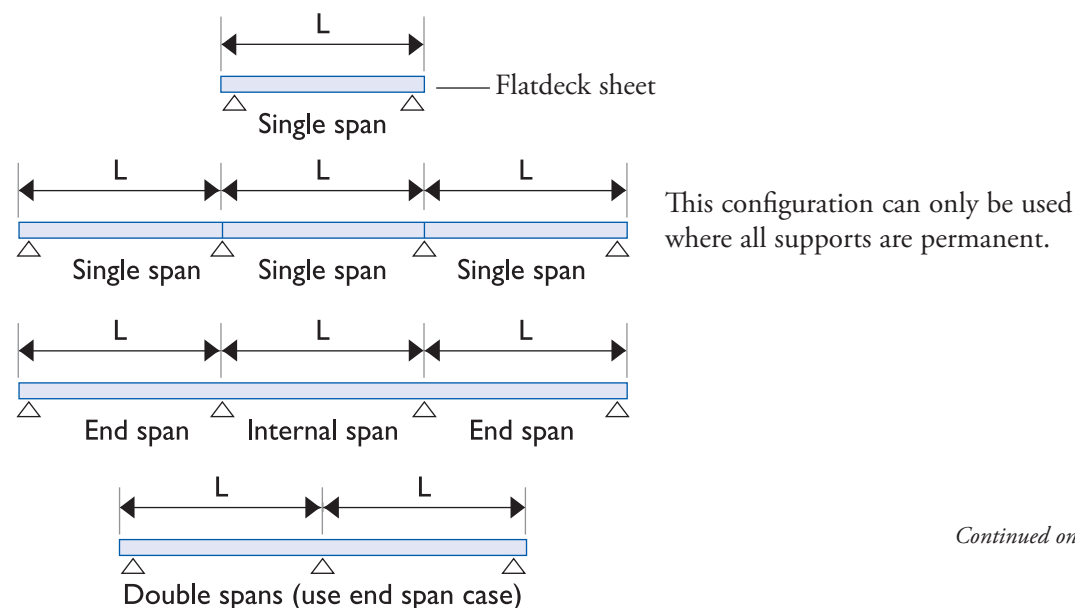 L
Flatdeck sheet
Single span
L L L
This configuration can only be used
where all supports are permanent.
Single span Single span Single span
L L L
End span Internal span End span
L L
Continued on
Double spans (use end span case)